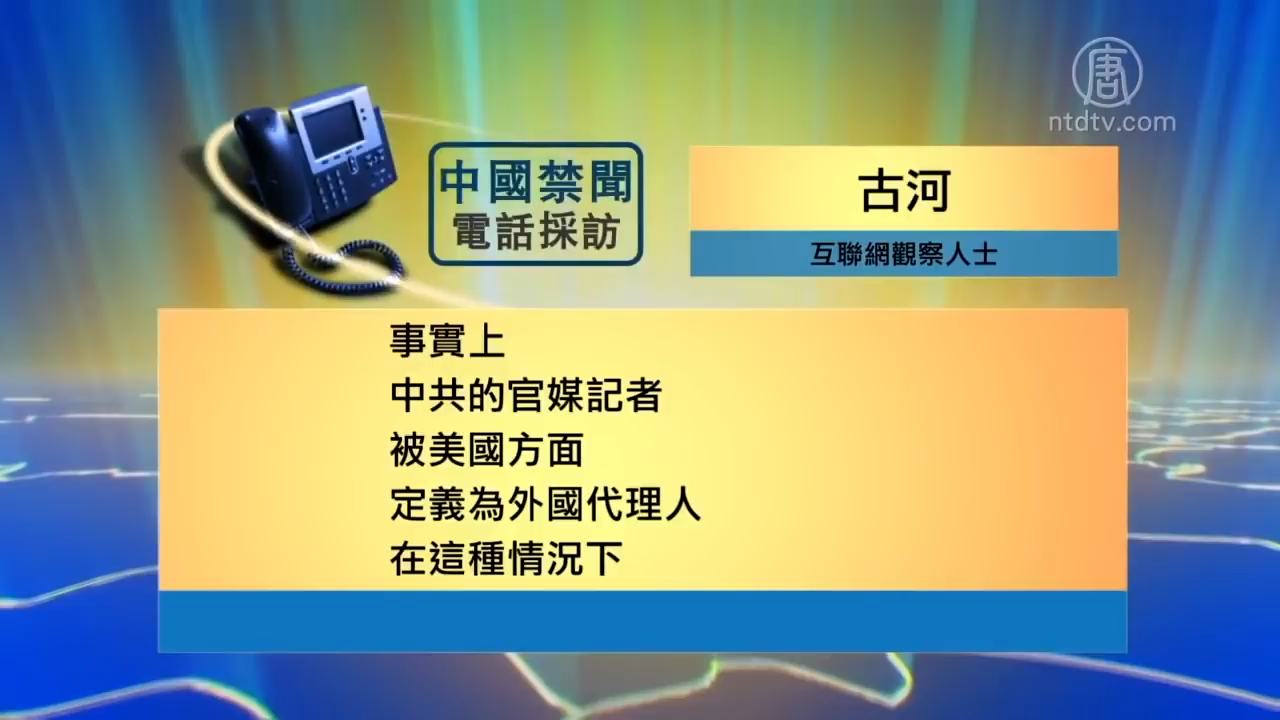 唐
ntdtv.com
中國禁聞
電話採訪
古河
互聯網觀察人士
事實上
中共的官媒記者
被美國方面
定義為外國代理人
在這種情況下